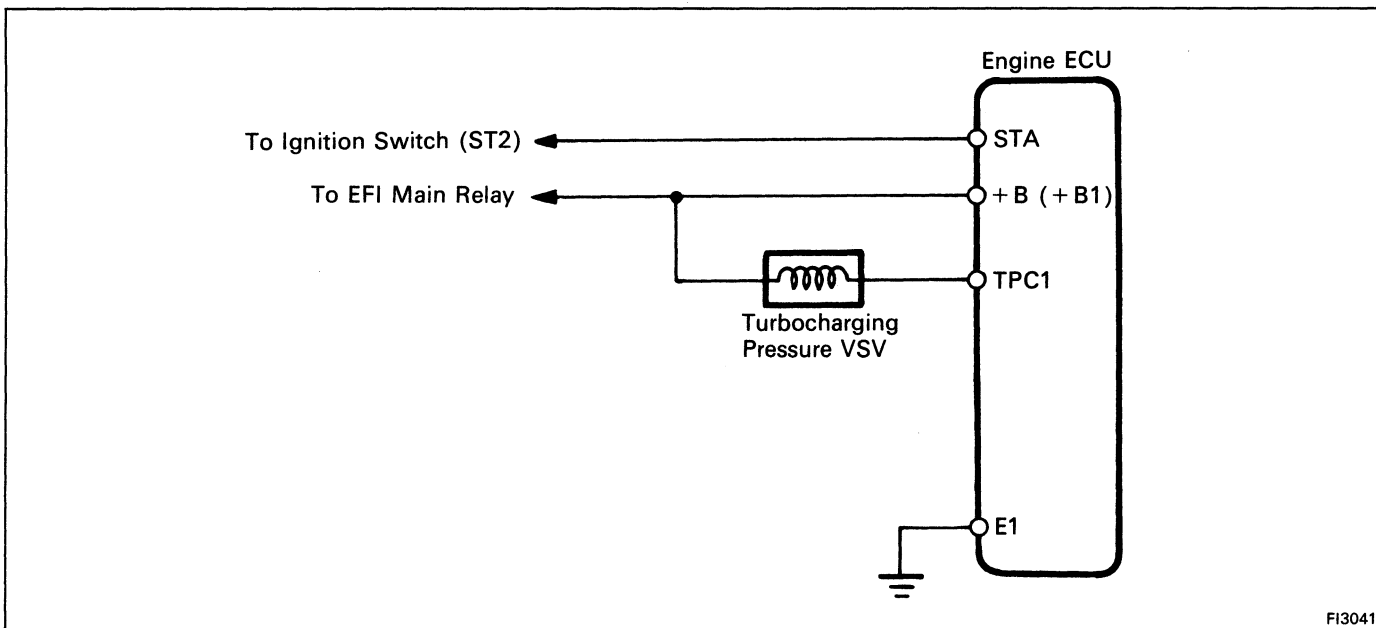 Engine ECU
To Ignition Switch (ST2)
STA
To EFI Main Relay
+B (+B1)
TPC1
Turbocharging
Pressure VSV
E1
FI3041